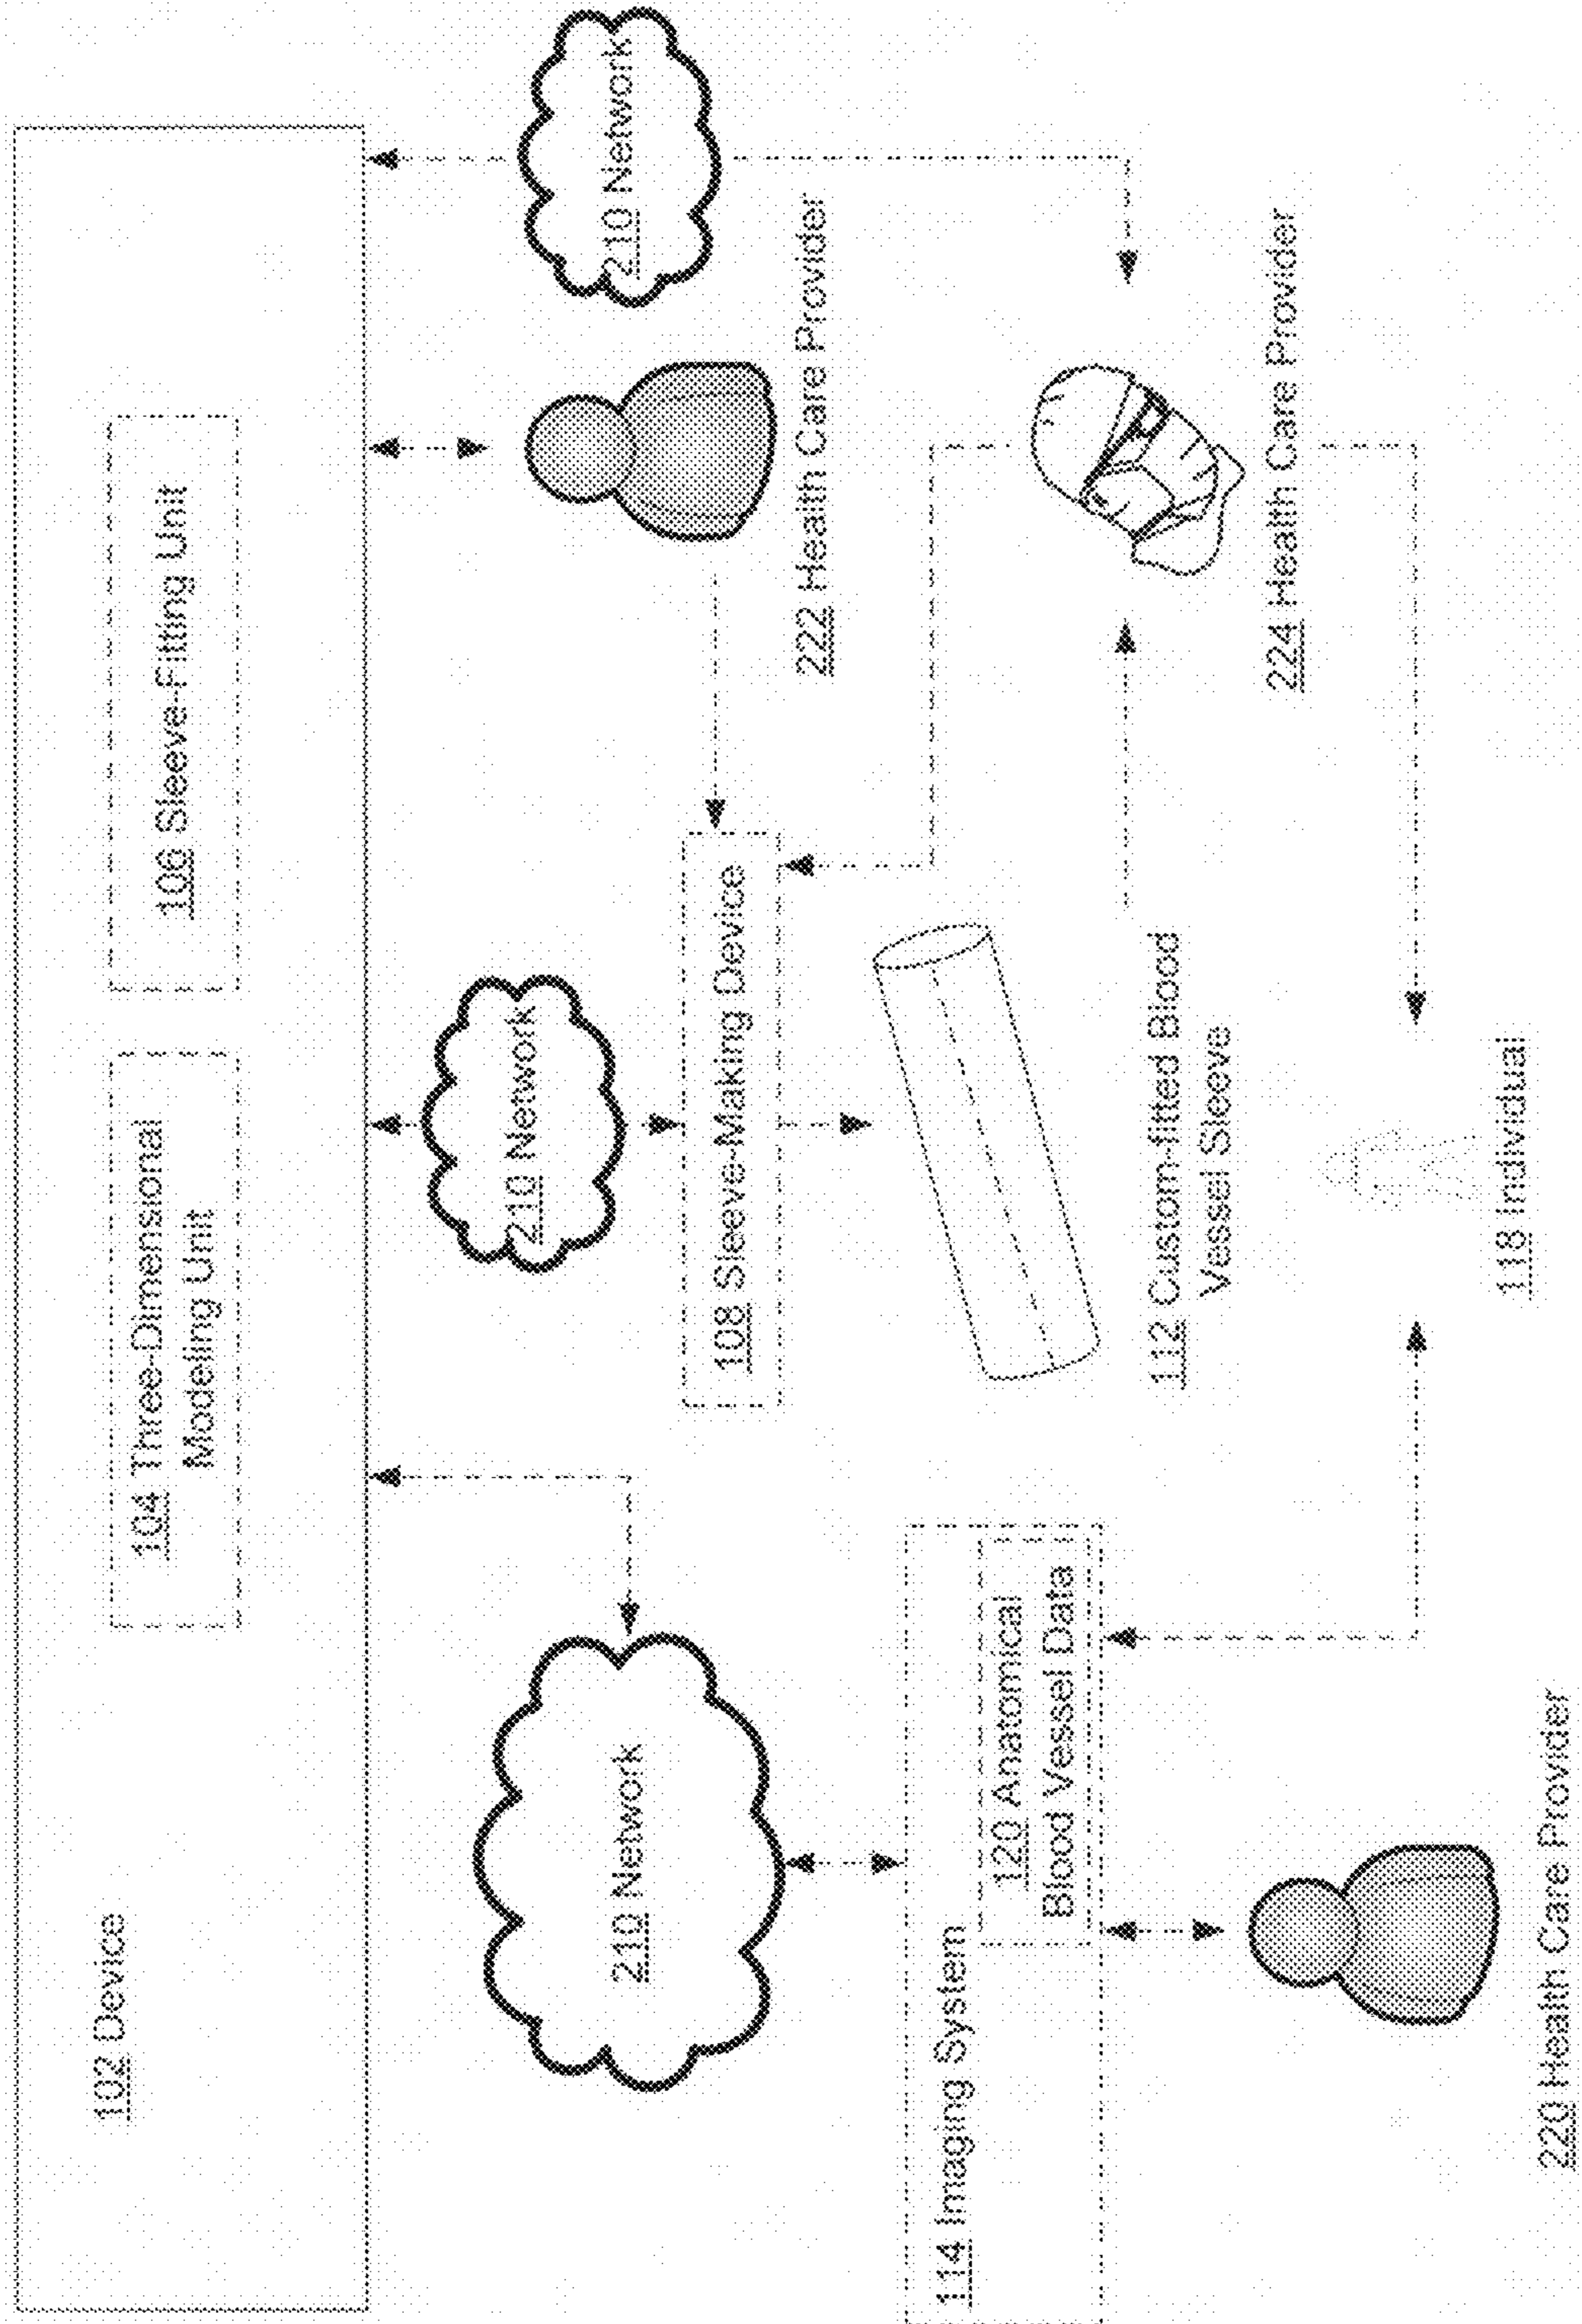 102 Device
104 Three-Dimensional
Modeling Unit
106 Sleeve-Fitting Unit
210 Network
210 Network
210 Network
222 Health Care Provider
108 Sleeve-Making Device
114 Imaging System
120 Anatomical
Blood Vessel Data
112 Custom-fitted Blood
Vessel Sleeve
224 Health Care Provider
118 Individual
220 Health Care Provider